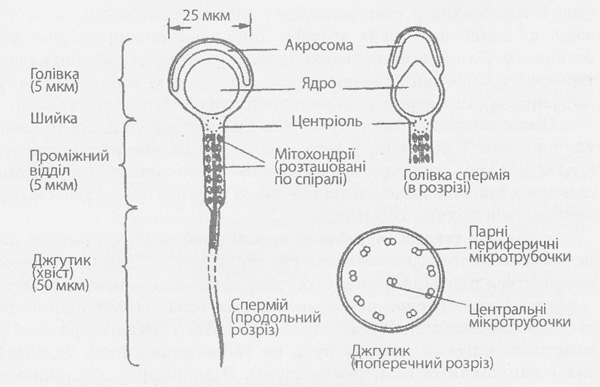 25 мкм
Голівка
(5 мкм)
Шийка
Проміжний
відділ
(5 мкм)
Джгутик
(хвіст)
(50 мкм)
Акросома
Ядро
Центріоль
Мітохондрії
(розташовані
по спіралі)
Голівка спермія
(в розрізі)
Спермій
(продольний
розріз)
Парні
периферичні
мікротрубочки
Центральні
мікротрубочки
Джгутик
(поперечний розріз)